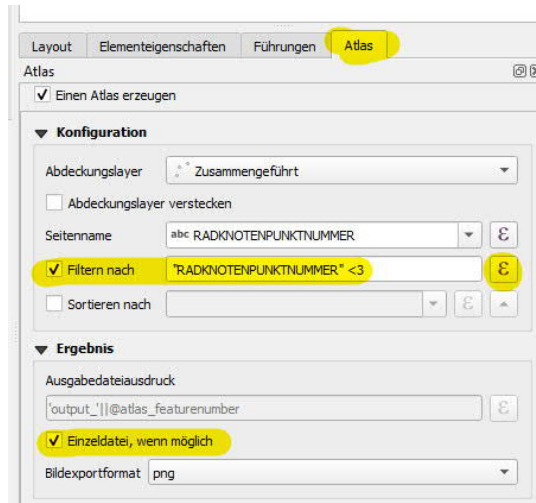 Layout Elementeigenschaften Führungen Atlas
Atlas
Einen Atlas erzeugen
Konfiguration
Abdeckungslayer Zusammengeführt
Abdeckungslayer verstecken
Seitenname abc RADKNOTENPUNKTNUMMER ε
Filtern nach "RADKNOTENPUNKTNUMMER" <3 ε
Sortieren nach ε
Ergebnis
Ausgabedateiausdruck
'output_'||@atlas_featurenumber ε
Einzeldatei, wenn möglich
Bildexportformat png